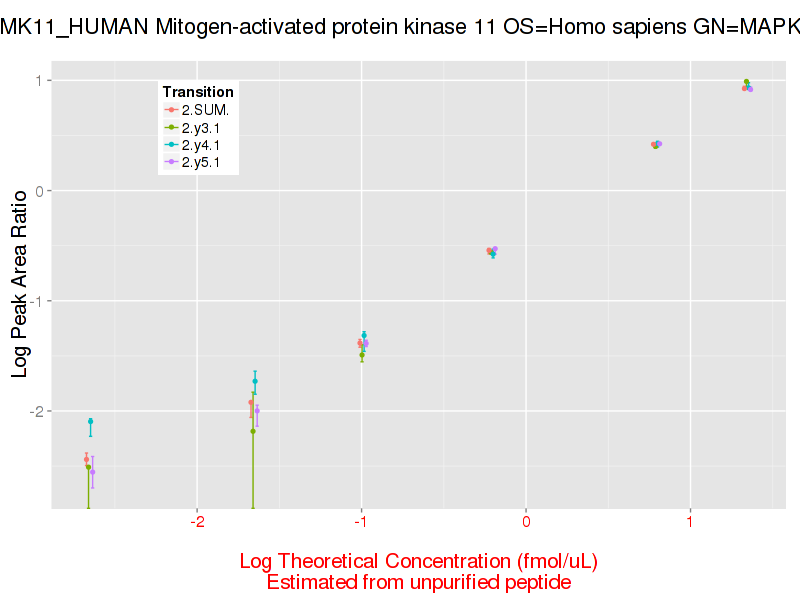 MK11_HUMAN Mitogen-activated protein kinase 11 OS=Homo sapiens GN=MAPK
Transition
2.SUM.
2.y3.1
2.y4.1
2.y5.1
Log Peak Area Ratio
1
0
-1
-2
-2
-1
0
1
Log Theoretical Concentration (fmol/uL)
Estimated from unpurified peptide